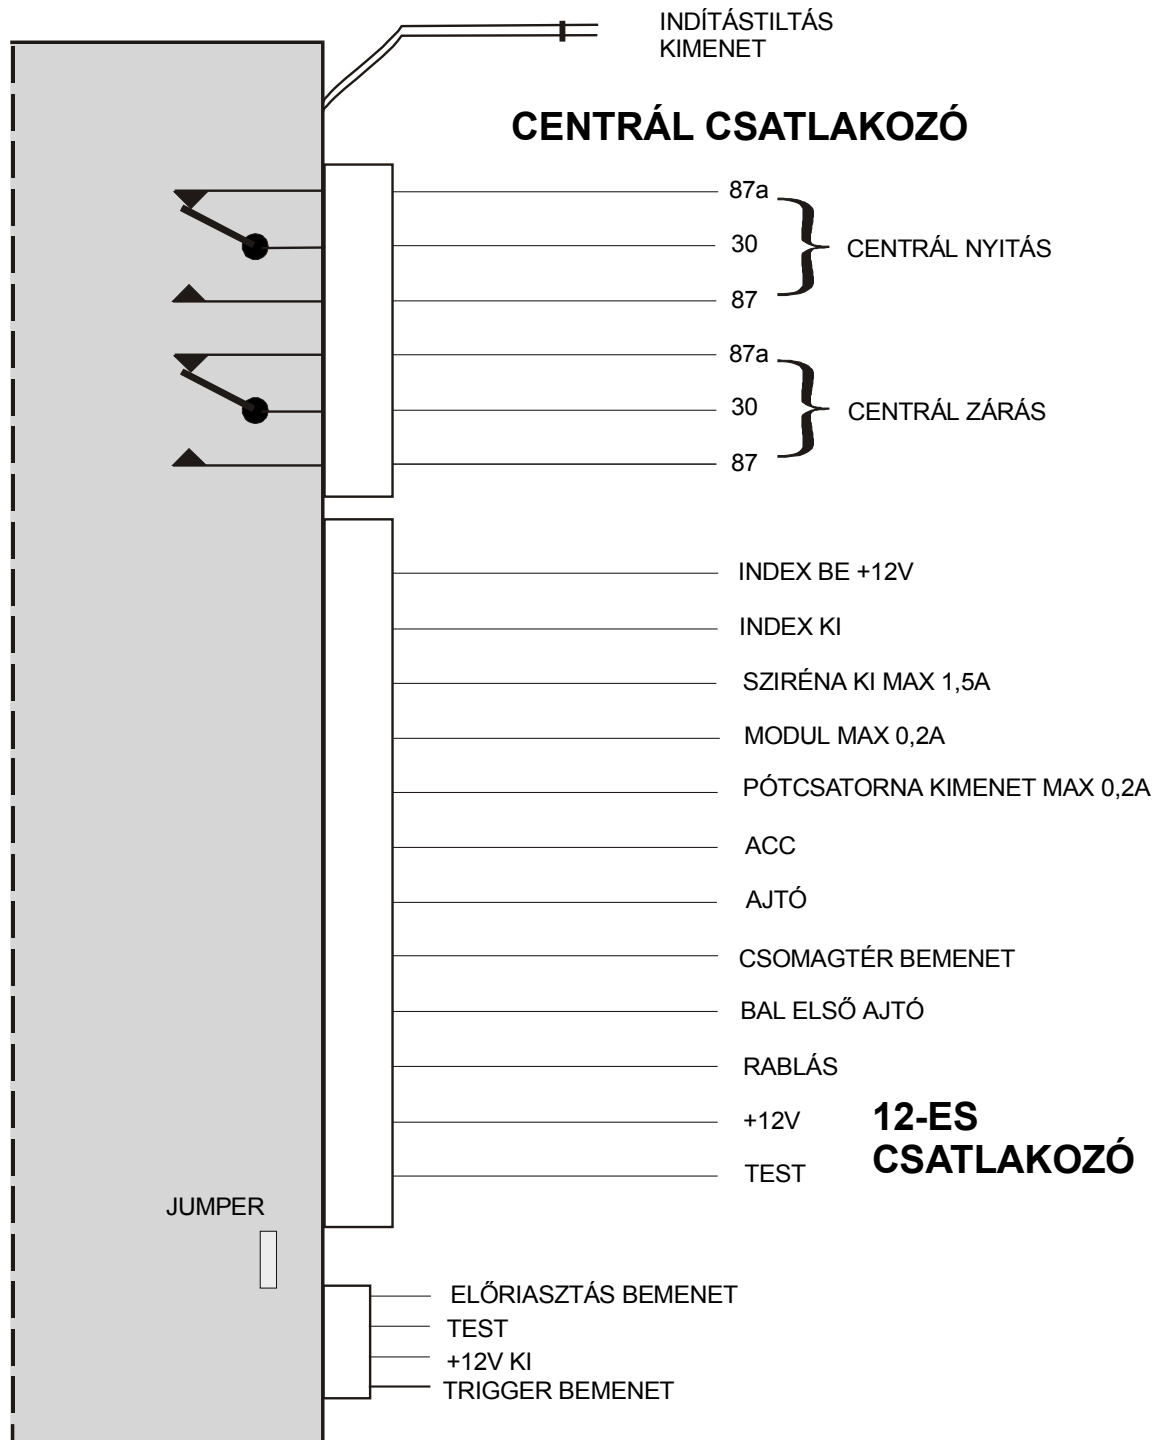 INDÍTÁSTILTÁS
KIMENET
CENTRÁL CSATLAKOZÓ
87a
30
CENTRÁL NYITÁS
87
87a
30
CENTRÁL ZÁRÁS
87
INDEX BE +12V
INDEX KI
SZIRÉNA KI MAX 1,5A
MODUL MAX 0,2A
PÓTCSATORNA KIMENET MAX 0,2A
ACC
AJTÓ
CSOMAGTÉR BEMENET
BAL ELSŐ AJTÓ
RABLÁS
+12V
TEST
12-ES
CSATLAKOZÓ
JUMPER
ELŐRIASZTÁS BEMENET
TEST
+12V KI
TRIGGER BEMENET